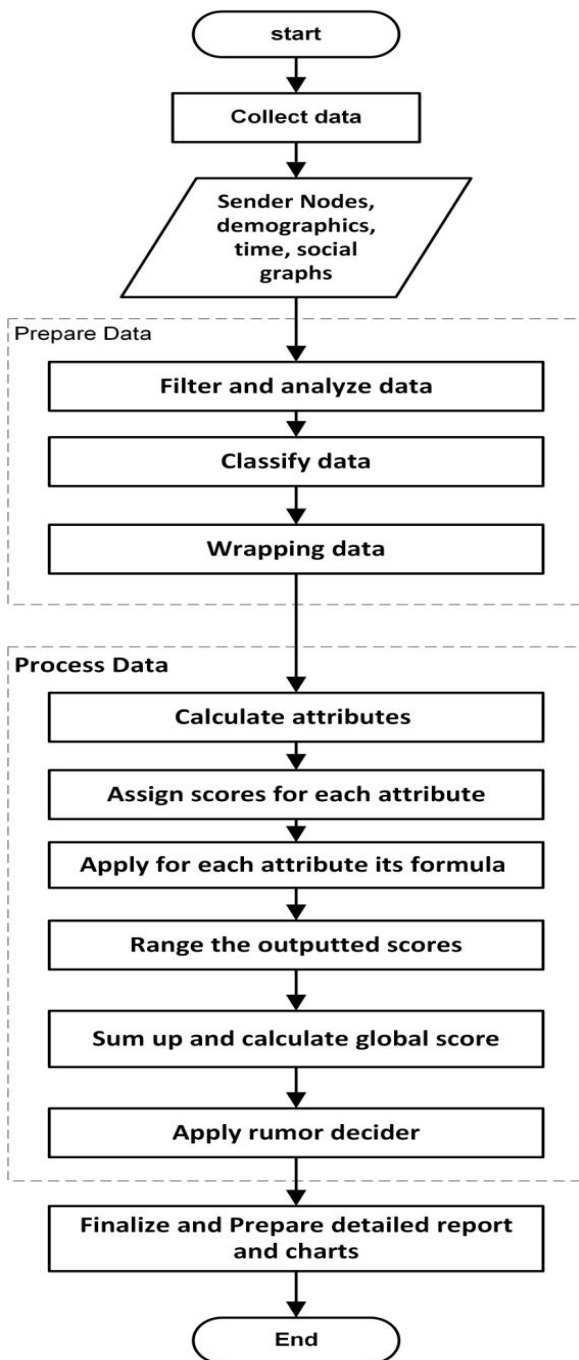 start
Collect data
Sender Nodes,
demographics,
time, social
graphs
Prepare Data
Filter and analyze data
Classify data
Wrapping data
Process Data
Calculate attributes
Assign scores for each attribute
Apply for each attribute its formula
Range the outputted scores
Sum up and calculate global score
Apply rumor decider
Finalize and Prepare detailed report
and charts
End